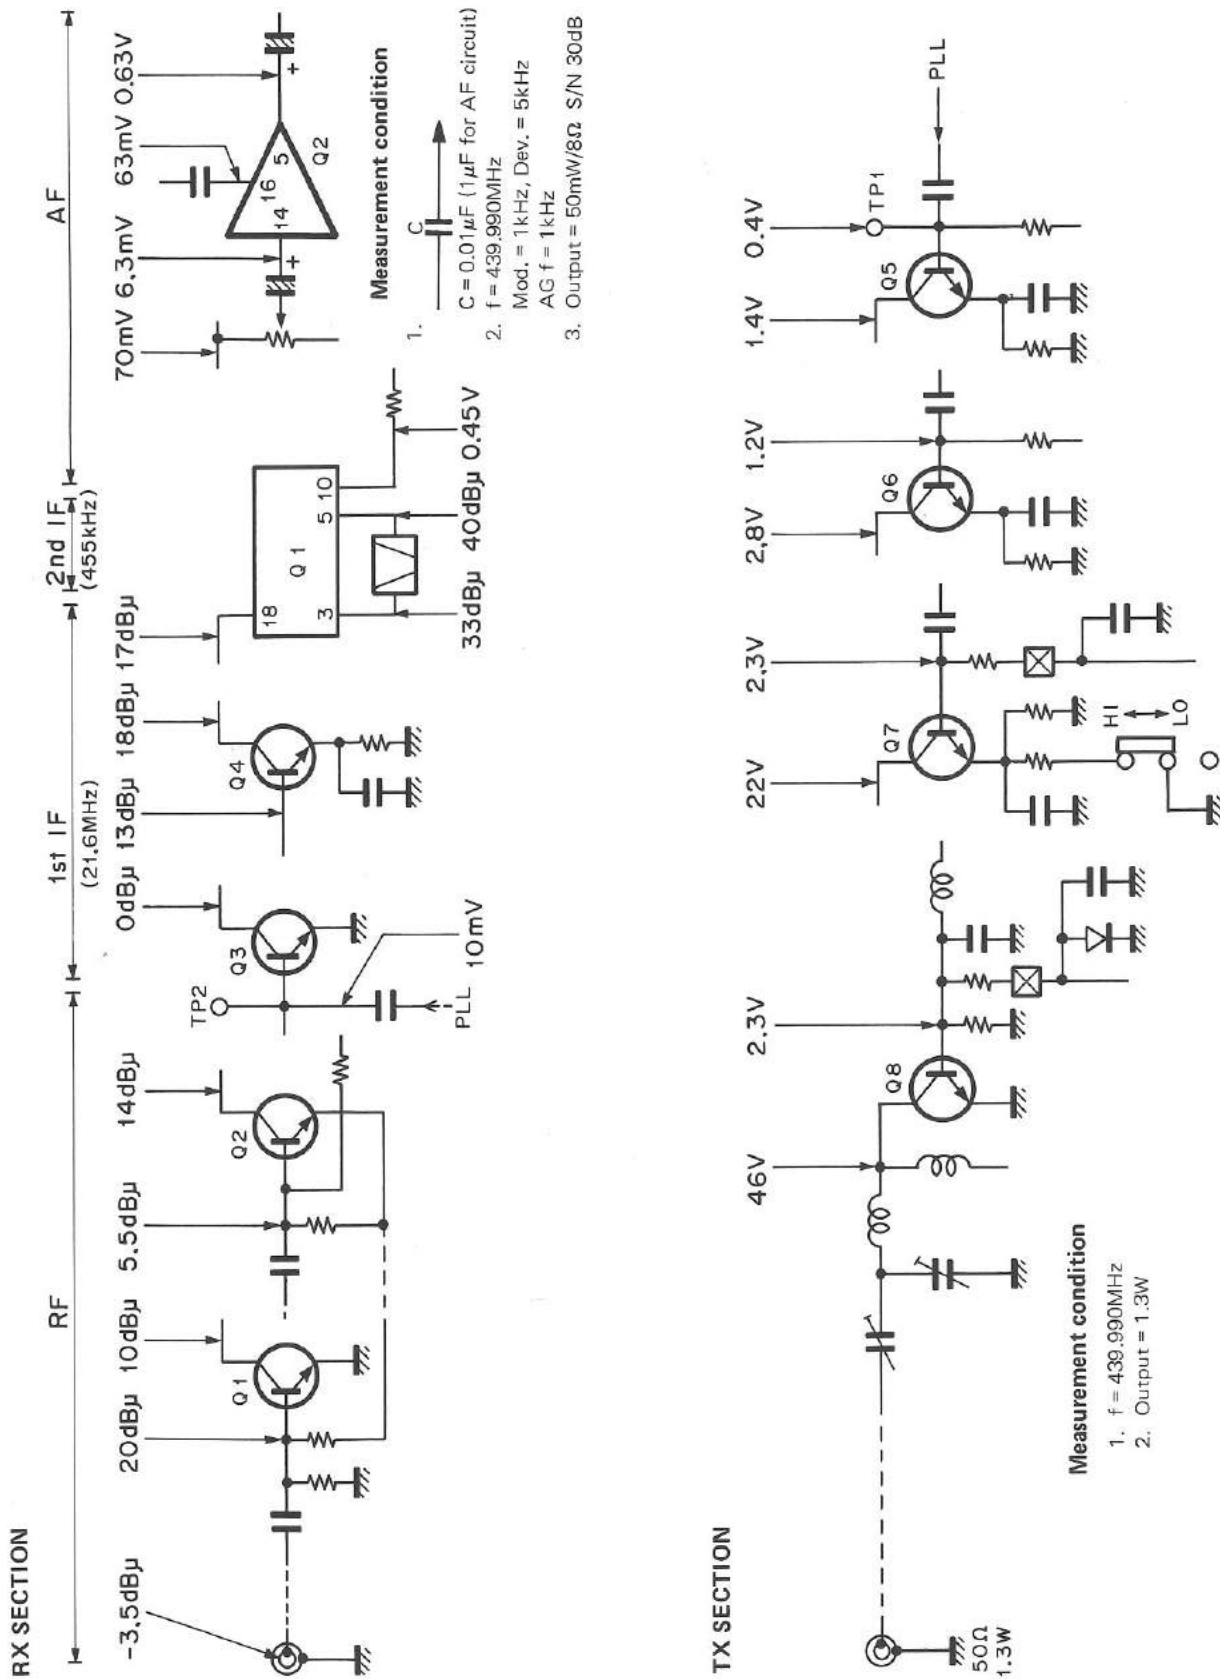 RX SECTION
RF
1st IF
(21.6MHz)
2nd IF
(455kHz)
AF
-3.5dBμ
20dBμ
10dBμ
5.5dBμ
14dBμ
0dBμ
13dBμ
18dBμ
17dBμ
70mV
6.3mV
63mV
0.63V
Q1
Q2
TP2
Q3
Q4
18
Q1
3
5
10
14
16
5
Q2
PLL
10mV
33dBμ
40dBμ
0.45V
Measurement condition
1.
C
C = 0.01μF (1μF for AF circuit)
2. f = 439.990MHz
Mod. = 1kHz, Dev. = 5kHz
AG f = 1kHz
3. Output = 50mW/8Ω S/N 30dB
TX SECTION
46V
2.3V
22V
2.3V
2.8V
1.2V
1.4V
0.4V
Q8
Q7
Q6
Q5
TP1
PLL
HI
LO
50Ω
1.3W
Measurement condition
1. f = 439.990MHz
2. Output = 1.3W